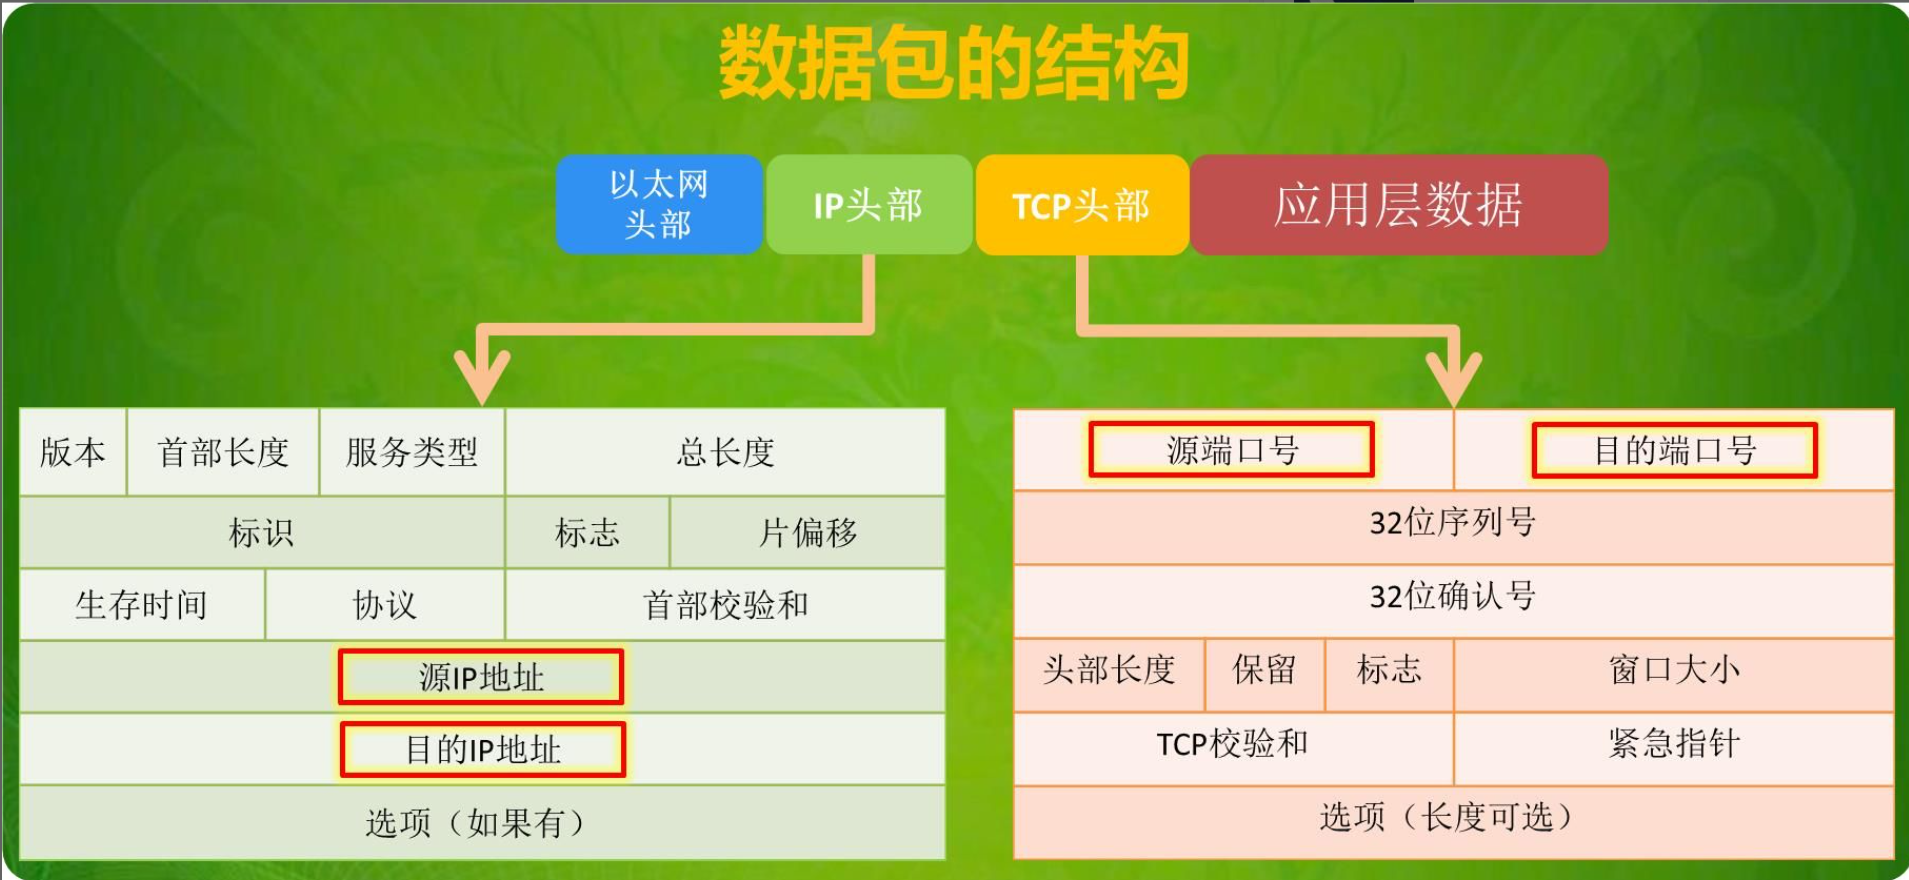 数据包的结构
以太网
头部
IP头部
TCP头部
应用层数据
版本 首部长度 服务类型 总长度
标识 标志 片偏移
生存时间 协议 首部校验和
源IP地址
目的IP地址
选项（如果有）
源端口号 目的端口号
32位序列号
32位确认号
头部长度 保留 标志 窗口大小
TCP校验和 紧急指针
选项（长度可选）